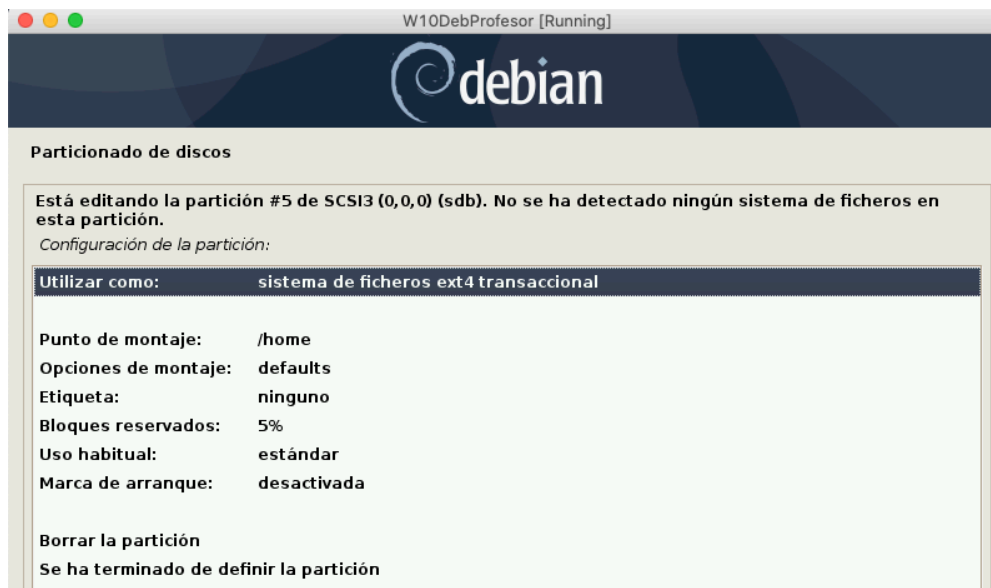 W10DebProfesor [Running]
debian
Particionado de discos
Está editando la partición #5 de SCSI3 (0,0,0) (sdb). No se ha detectado ningún sistema de ficheros en
esta partición.
Configuración de la partición:
Utilizar como: sistema de ficheros ext4 transaccional
Punto de montaje: /home
Opciones de montaje: defaults
Etiqueta: ninguno
Bloques reservados: 5%
Uso habitual: estándar
Marca de arranque: desactivada
Borrar la partición
Se ha terminado de definir la partición